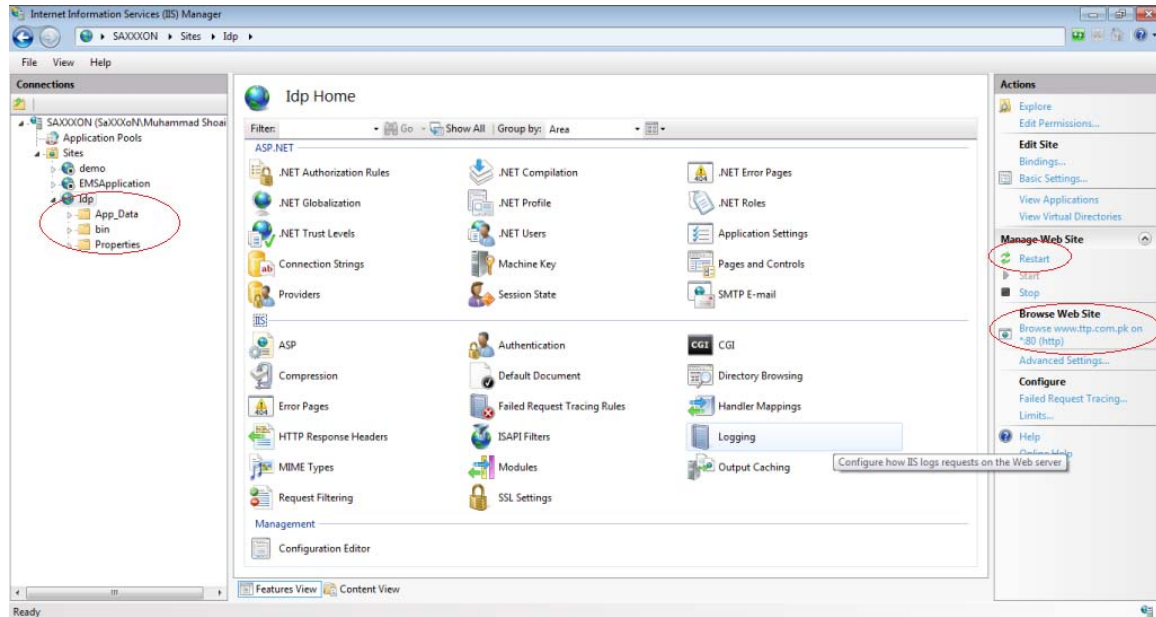 Internet Information Services (IIS) Manager
SAXXXON ▸ Sites ▸ Idp ▸
File View Help
Connections
SAXXXON (SaXXXoN\Muhammad Shoai
Application Pools
Sites
demo
EMSApplication
Idp
App_Data
bin
Properties
Idp Home
Filter: Go Show All Group by: Area
ASP.NET
.NET Authorization Rules .NET Compilation .NET Error Pages
.NET Globalization .NET Profile .NET Roles
.NET Trust Levels .NET Users Application Settings
Connection Strings Machine Key Pages and Controls
Providers Session State SMTP E-mail
IIS
ASP Authentication CGI
Compression Default Document Directory Browsing
Error Pages Failed Request Tracing Rules Handler Mappings
HTTP Response Headers ISAPI Filters Logging
MIME Types Modules Output Caching
Request Filtering SSL Settings
Configure how IIS logs requests on the Web server
Management
Configuration Editor
Features View Content View
Actions
Explore
Edit Permissions...
Edit Site
Bindings...
Basic Settings...
View Applications
View Virtual Directories
Manage Web Site
Restart
Start
Stop
Browse Web Site
Browse www.ttp.com.pk on
*:80 (http)
Advanced Settings...
Configure
Failed Request Tracing...
Limits...
Help
Online Help
Ready